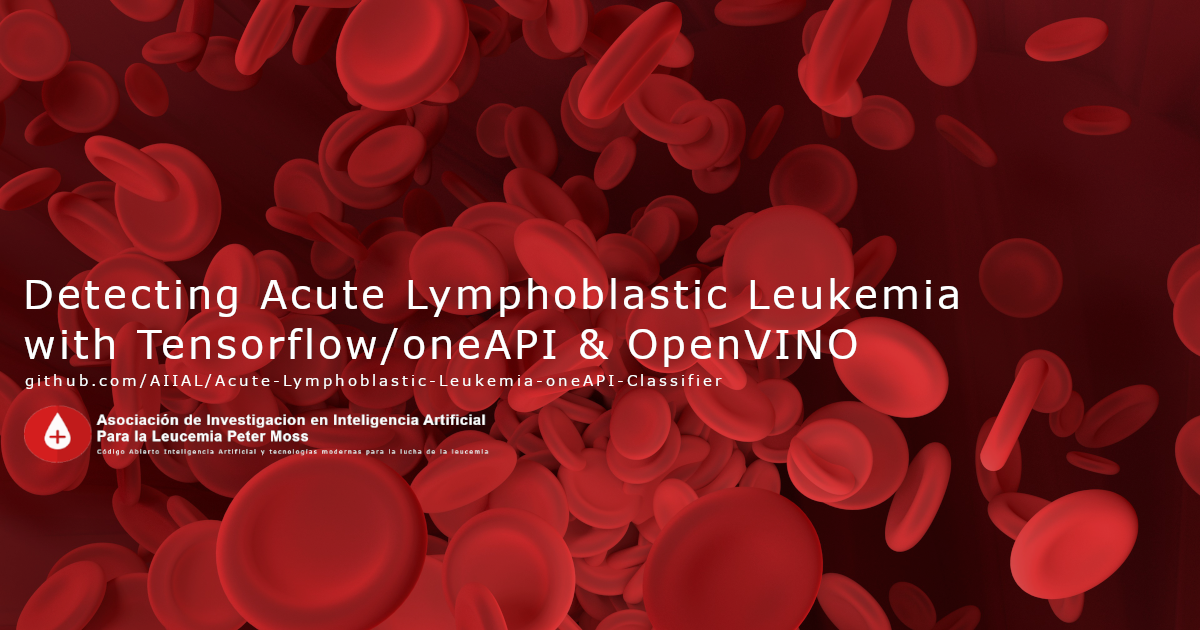 Detecting Acute Lymphoblastic Leukemia
with Tensorflow/oneAPI & OpenVINO
github.com/AIIAL/Acute-Lymphoblastic-Leukemia-oneAPI-Classifier
Asociación de Investigacion en Inteligencia Artificial
Para la Leucemia Peter Moss
Código Abierto Inteligencia Artificial y tecnologías modernas para la lucha de la leucemia